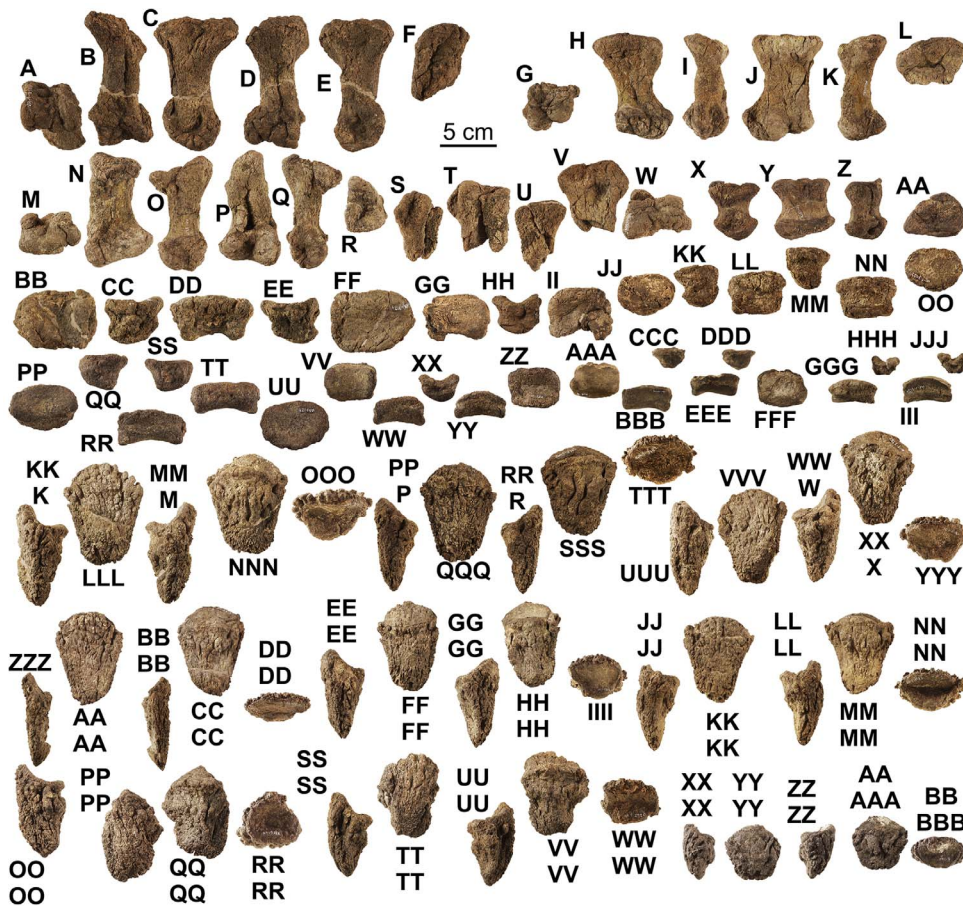 A
B
C
D
E
F
G
H
I
J
K
L
5 cm
M
N
O
P
Q
R
S
T
U
V
W
X
Y
Z
AA
BB
CC
DD
EE
FF
GG
HH
II
JJ
KK
LL
MM
NN
OO
PP
QQ
RR
SS
TT
UU
VV
WW
XX
YY
ZZ
AAA
BBB
CCC
DDD
EEE
FFF
GGG
HHH
III
JJJ
KK
K
LLL
MM
M
NNN
OOO
PP
P
QQQ
RR
R
SSS
TTT
UUU
VVV
WW
W
XX
X
YYY
ZZZ
AA
AA
BB
BB
CC
CC
DD
DD
EE
EE
FF
FF
GG
GG
HH
HH
IIII
JJ
JJ
KK
KK
LL
LL
MM
MM
NN
NN
OO
OO
PP
PP
QQ
QQ
RR
RR
SS
SS
TT
TT
UU
UU
VV
VV
WW
WW
XX
XX
YY
YY
ZZ
ZZ
AA
AAA
BB
BBB